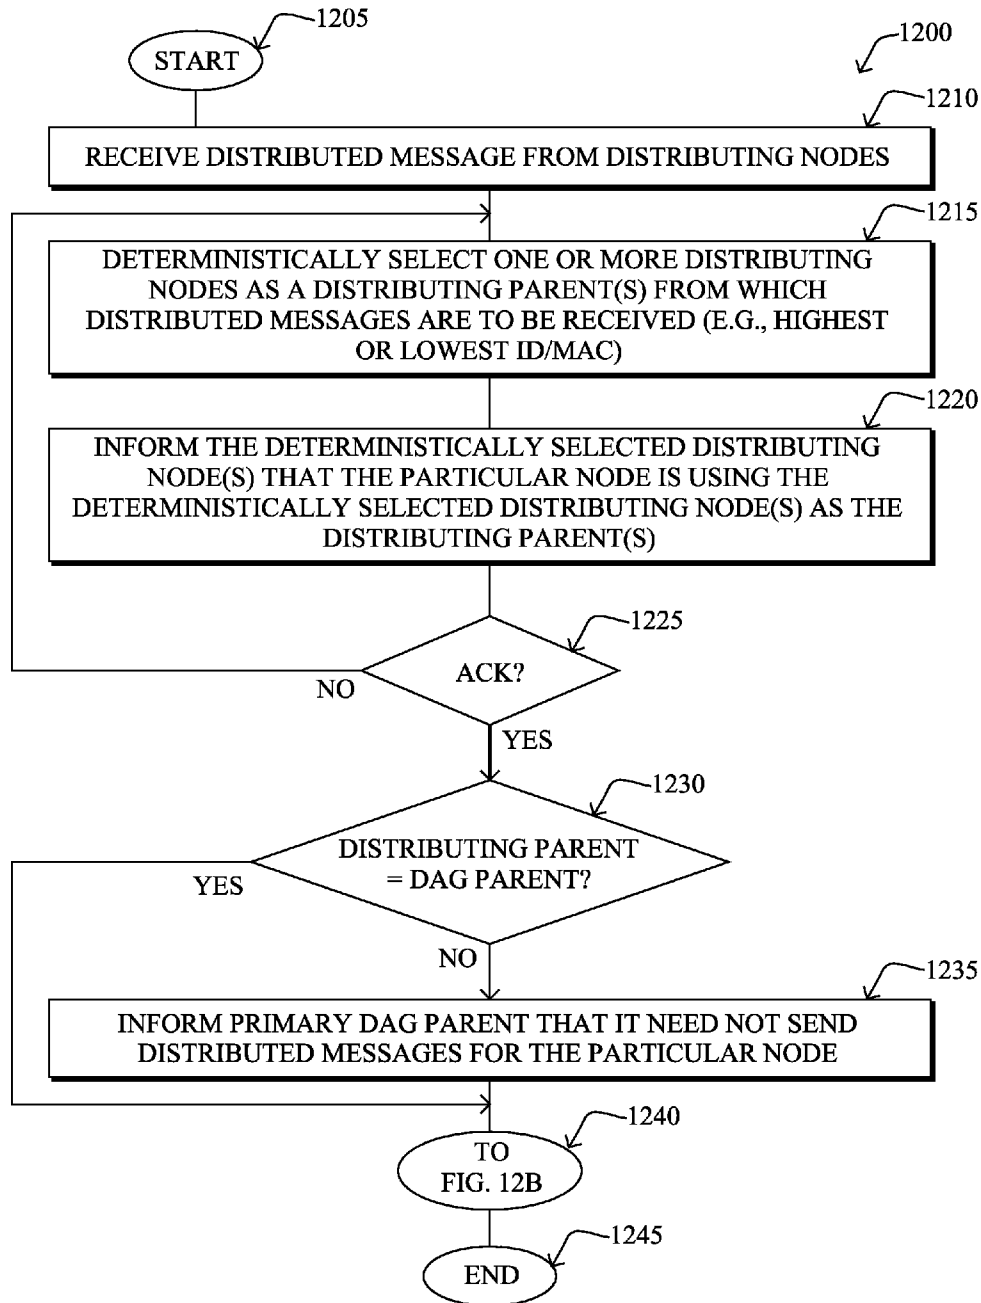 1205
START
1200
1210
RECEIVE DISTRIBUTED MESSAGE FROM DISTRIBUTING NODES
1215
DETERMINISTICALLY SELECT ONE OR MORE DISTRIBUTING
NODES AS A DISTRIBUTING PARENT(S) FROM WHICH
DISTRIBUTED MESSAGES ARE TO BE RECEIVED (E.G., HIGHEST
OR LOWEST ID/MAC)
1220
INFORM THE DETERMINISTICALLY SELECTED DISTRIBUTING
NODE(S) THAT THE PARTICULAR NODE IS USING THE
DETERMINISTICALLY SELECTED DISTRIBUTING NODE(S) AS THE
DISTRIBUTING PARENT(S)
1225
ACK?
NO
YES
1230
DISTRIBUTING PARENT
= DAG PARENT?
YES
NO
1235
INFORM PRIMARY DAG PARENT THAT IT NEED NOT SEND
DISTRIBUTED MESSAGES FOR THE PARTICULAR NODE
1240
TO
FIG. 12B
1245
END